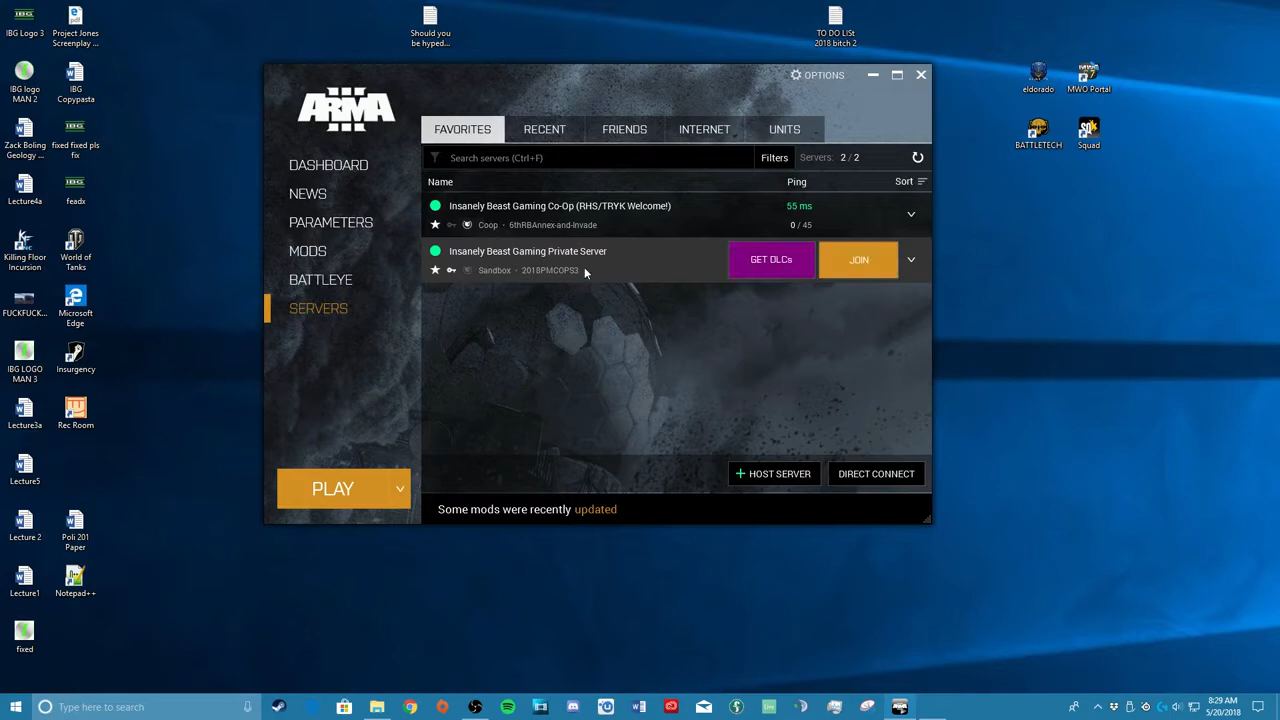 IBG Logo 3
Project Jones
Screenplay ...
Should you
be hyped...
TO DO LISt
2018 bitch 2
IBG logo
MAN 2
IBG
Copypasta
eldorado
MWO Portal
Zack Boling
Geology ...
fixed fixed pls
fix
BATTLETECH
Squad
Lecture4a
feadx
Killing Floor
Incursion
World of
Tanks
FUCKFUCK...
Microsoft
Edge
IBG LOGO
MAN 3
Insurgency
Lecture3a
Rec Room
Lecture5
Lecture 2
Poli 201
Paper
Lecture1
Notepad++
fixed
OPTIONS
ARMA
III
FAVORITES
RECENT
FRIENDS
INTERNET
UNITS
DASHBOARD
NEWS
PARAMETERS
MODS
BATTLEYE
SERVERS
Search servers (Ctrl+F)
Filters
Servers: 2 / 2
Name
Ping
Sort
Insanely Beast Gaming Co-Op (RHS/TRYK Welcome!)
55 ms
Coop • 6thRBAnnex-and-Invade
0 / 45
Insanely Beast Gaming Private Server
Sandbox • 2018PMCOPS3
GET DLCs
JOIN
HOST SERVER
DIRECT CONNECT
PLAY
Some mods were recently updated
Type here to search
8:29 AM
5/20/2018